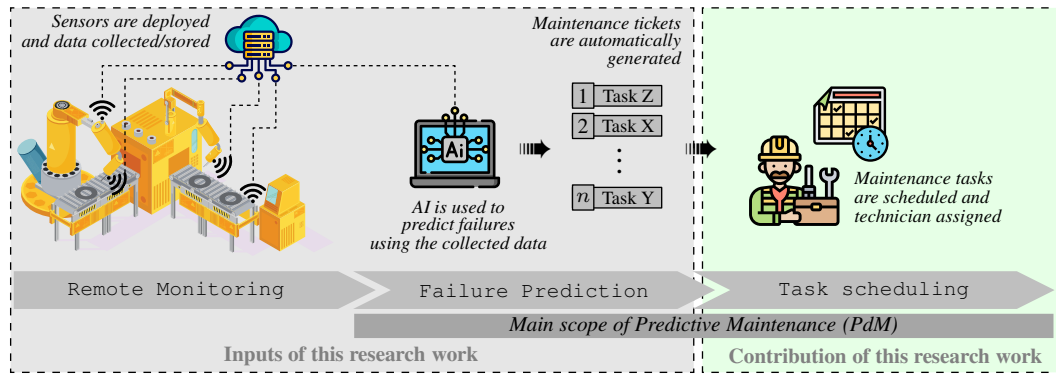 Sensors are deployed
and data collected/stored
Maintenance tickets
are automatically
generated
1 Task Z
2 Task X
n Task Y
Ai
AI is used to
predict failures
using the collected data
Maintenance tasks
are scheduled and
technician assigned
Remote Monitoring
Failure Prediction
Task scheduling
Main scope of Predictive Maintenance (PdM)
Inputs of this research work
Contribution of this research work